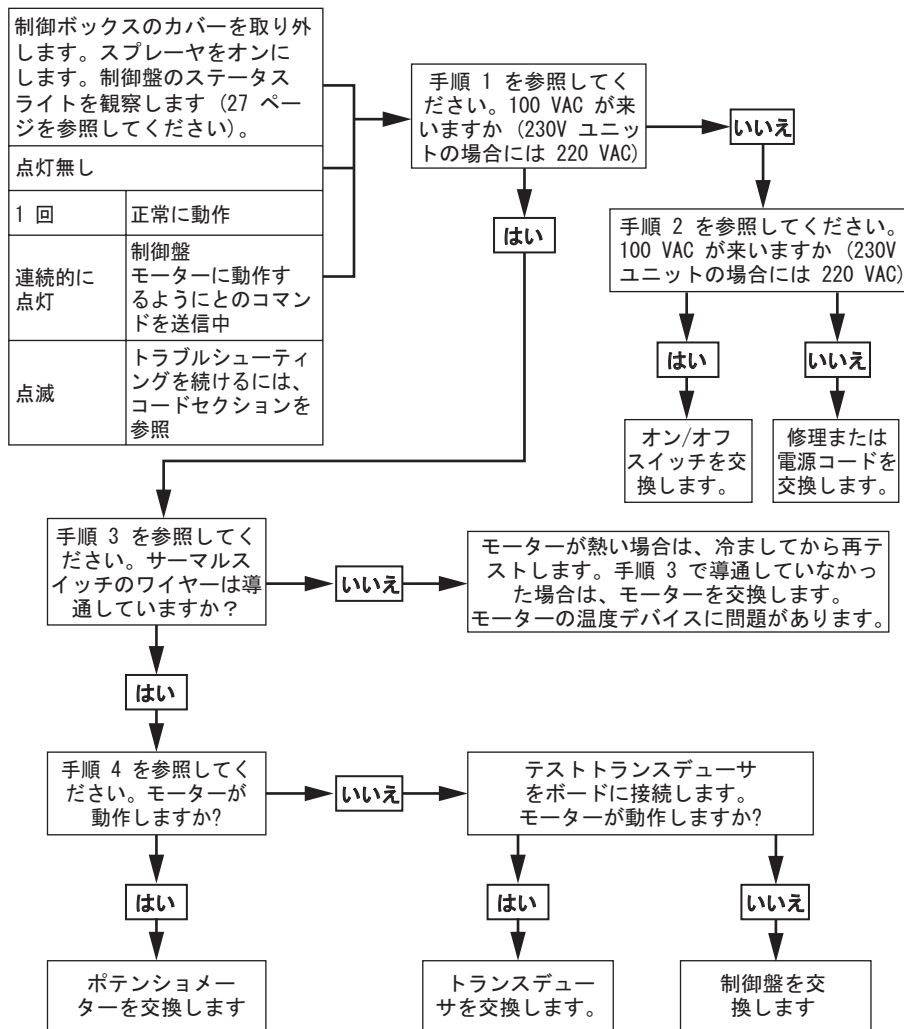 制御ボックスのカバーを取り外
します。スプレーヤをオンに
します。制御盤のステータス
ライトを観察します (27 ペー
ジを参照してください)。
点灯無し
1 回
正常に動作
連続的に
点灯
制御盤
モーターに動作す
るようにとのコマン
ドを送信中
点滅
トラブルシューティ
ングを続けるには、
コードセクションを
参照
手順 1 を参照してく
ださい。100 VAC が来
いますか (230V ユニッ
トの場合には 220 VAC)
いいえ
はい
手順 2 を参照してください。
100 VAC が来いますか (230V
ユニットの場合には 220 VAC)
はい
いいえ
オン/オフ
スイッチを交
換します。
修理または
電源コードを
交換します。
手順 3 を参照してく
ださい。サーマルス
イッチのワイヤーは導
通していますか？
いいえ
モーターが熱い場合は、冷ましてから再テ
ストします。手順 3 で導通していなかっ
た場合は、モーターを交換します。
モーターの温度デバイスに問題があります。
はい
手順 4 を参照してく
ださい。モーターが
動作しますか?
いいえ
テストトランスデューサ
をボードに接続します。
モーターが動作しますか?
はい
はい
いいえ
ポテンショメー
ターを交換します
トランスデュー
サを交換します。
制御盤を交
換します